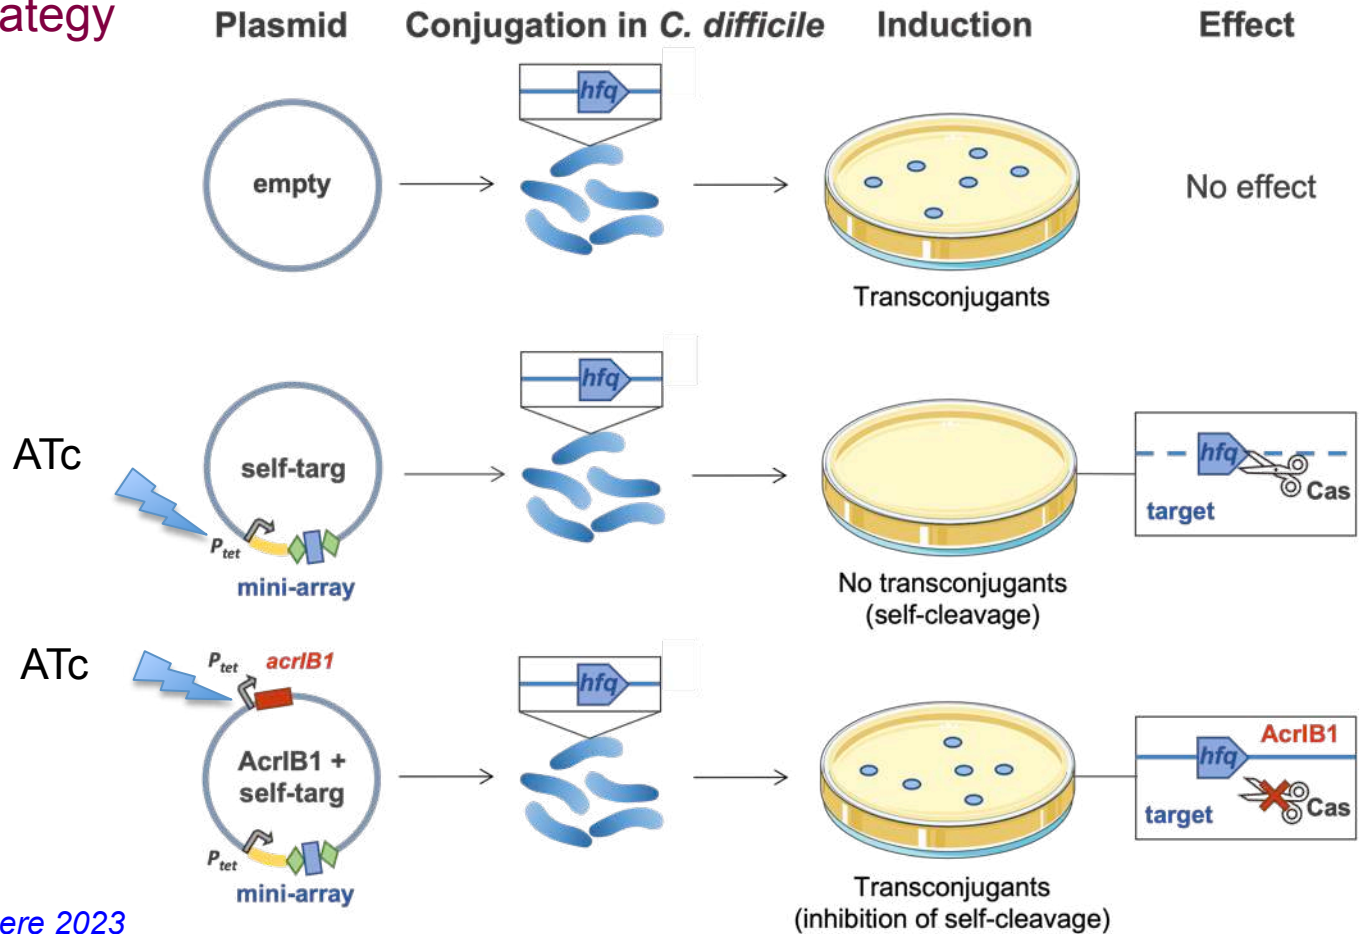 Plasmid Conjugation in C. difficile Induction Effect
hfq
empty
No effect
Transconjugants
hfq
ATc
self-targ
Ptet
mini-array
hfq
Cas
target
No transconjugants
(self-cleavage)
ATc
Ptet acrIB1
hfq
AcrIB1 +
self-targ
Ptet
mini-array
AcrIB1
hfq
Cas
target
Transconjugants
(inhibition of self-cleavage)
2023